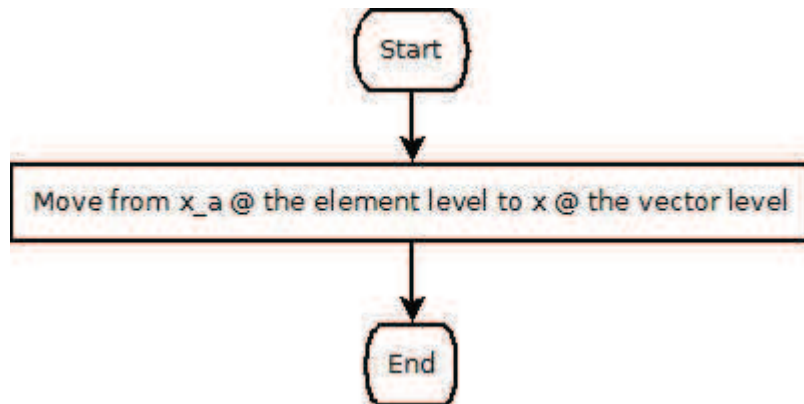 Start
Move from x_a @ the element level to x @ the vector level
End